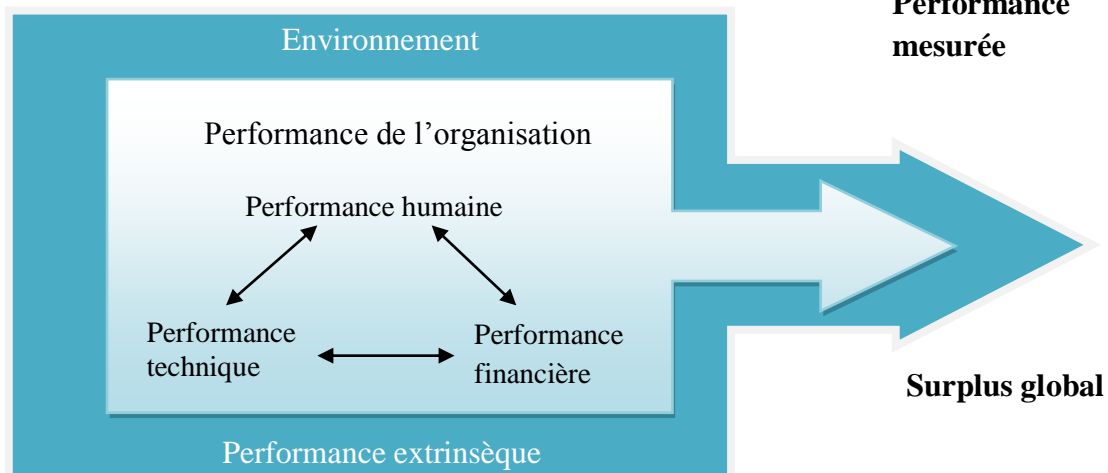 Performance
mesurée
Environnement
Performance de l’organisation
Performance humaine
Performance
technique
Performance
financière
Surplus global
Performance extrinsèque